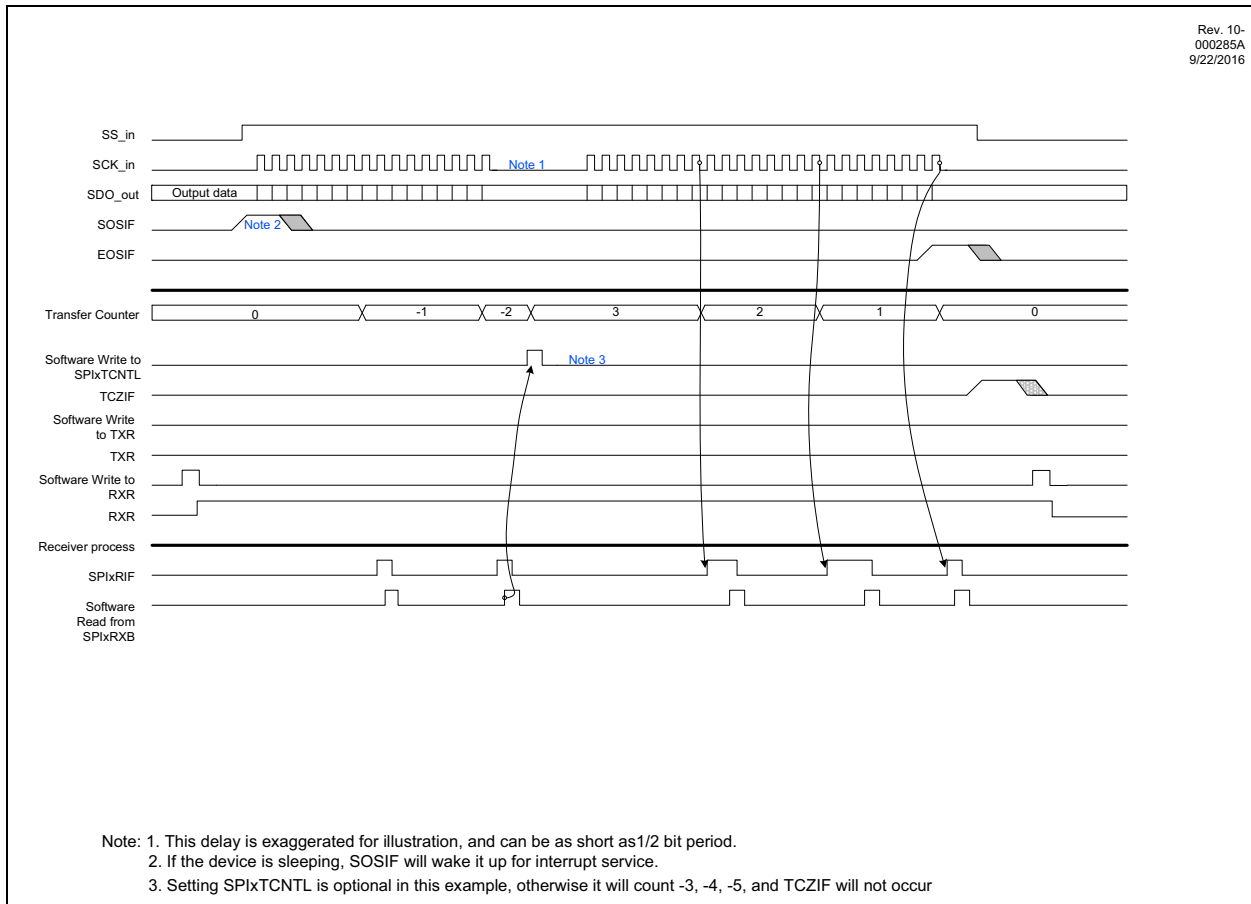 Rev. 10-
000285A
9/22/2016
SS_in
SCK_in
Note 1
SDO_out
Output data
SOSIF
Note 2
EOSIF
Transfer Counter
0
-1
-2
3
2
1
0
Software Write to
SPIxTCNTL
Note 3
TCZIF
Software Write
to TXR
TXR
Software Write to
RXR
RXR
Receiver process
SPIxRIF
Software
Read from
SPIxRXB
Note: 1. This delay is exaggerated for illustration, and can be as short as1/2 bit period.
2. If the device is sleeping, SOSIF will wake it up for interrupt service.
3. Setting SPIxTCNTL is optional in this example, otherwise it will count -3, -4, -5, and TCZIF will not occur